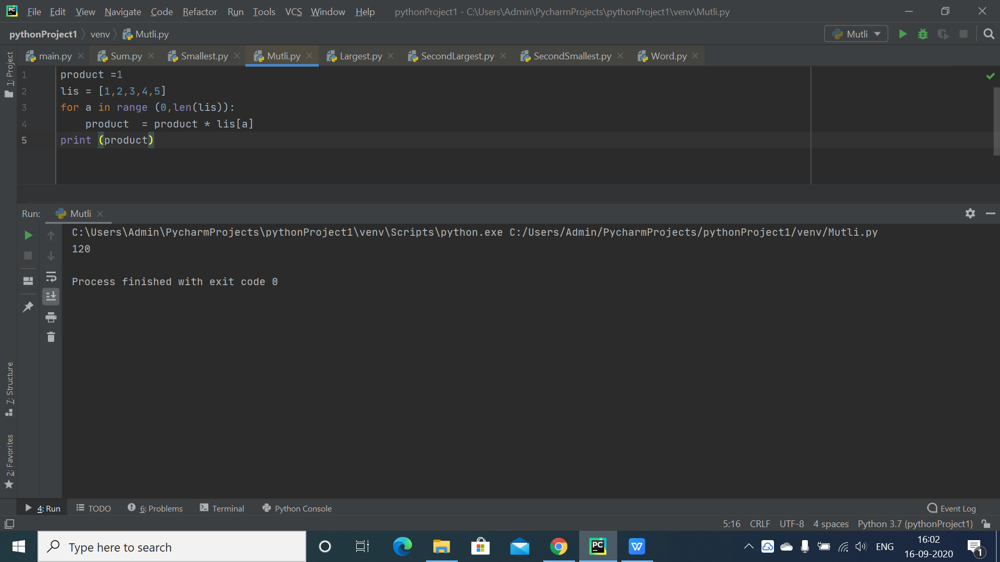 PC File Edit View Navigate Code Refactor Run Tools VCS Window Help pythonProject1 - C:\Users\Admin\PycharmProjects\pythonProject1\venv\Mutli.py
pythonProject1 venv Mutli.py Mutli
main.py Sum.py Smallest.py Mutli.py Largest.py SecondLargest.py SecondSmallest.py Word.py
1: Project
1 product =1
2 lis = [1,2,3,4,5]
3 for a in range (0,len(lis)):
4 product  = product * lis[a]
5 print (product)
Run: Mutli
C:\Users\Admin\PycharmProjects\pythonProject1\venv\Scripts\python.exe C:/Users/Admin/PycharmProjects/pythonProject1/venv/Mutli.py
120
Process finished with exit code 0
7: Structure
2: Favorites
4: Run TODO 6: Problems Terminal Python Console Event Log
5:16 CRLF UTF-8 4 spaces Python 3.7 (pythonProject1)
Type here to search PC W ENG 16:02
16-09-2020 1